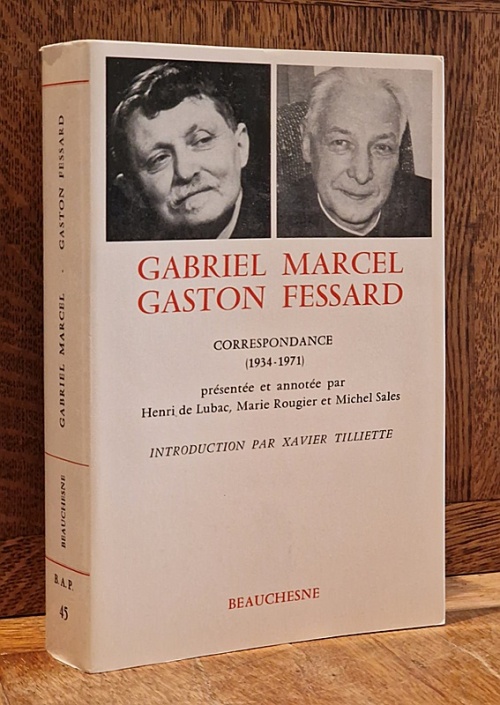 GABRIEL MARCEL
GASTON FESSARD
CORRESPONDANCE
(1934-1971)
présentée et annotée par
Henri de Lubac, Marie Rougier et Michel Sales
INTRODUCTION PAR XAVIER TILLIETTE
BEAUCHESNE
GABRIEL MARCEL · GASTON FESSARD
BEAUCHESNE
B.A.P.
45